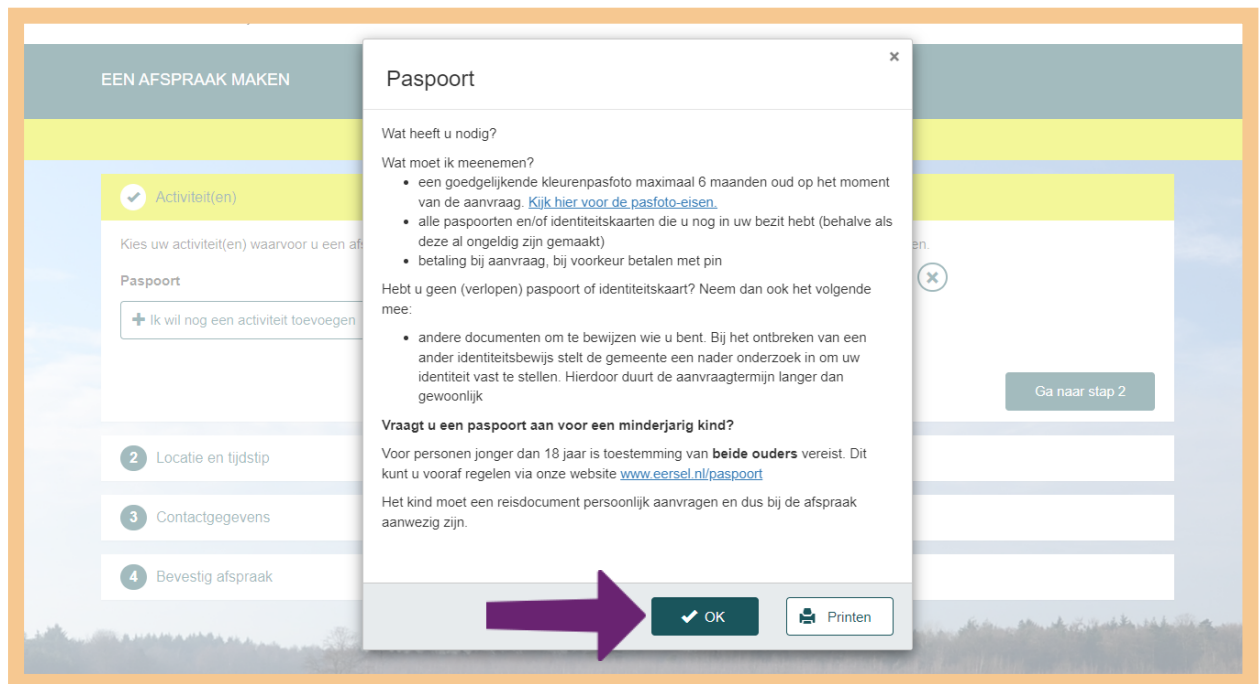 EEN AFSPRAAK MAKEN
Paspoort
×
Wat heeft u nodig?
Wat moet ik meenemen?
• een goedgelijkende kleurenpasfoto maximaal 6 maanden oud op het moment
van de aanvraag. Kijk hier voor de pasfoto-eisen.
• alle paspoorten en/of identiteitskaarten die u nog in uw bezit hebt (behalve als
deze al ongeldig zijn gemaakt)
• betaling bij aanvraag, bij voorkeur betalen met pin
Hebt u geen (verlopen) paspoort of identiteitskaart? Neem dan ook het volgende
mee:
• andere documenten om te bewijzen wie u bent. Bij het ontbreken van een
ander identiteitsbewijs stelt de gemeente een nader onderzoek in om uw
identiteit vast te stellen. Hierdoor duurt de aanvraagtermijn langer dan
gewoonlijk
Vraagt u een paspoort aan voor een minderjarig kind?
Voor personen jonger dan 18 jaar is toestemming van beide ouders vereist. Dit
kunt u vooraf regelen via onze website www.eersel.nl/paspoort
Het kind moet een reisdocument persoonlijk aanvragen en dus bij de afspraak
aanwezig zijn.
OK
Printen
Activiteit(en)
Kies uw activiteit(en) waarvoor u een
Paspoort
Ik wil nog een activiteit toevoegen
Ga naar stap 2
2 Locatie en tijdstip
3 Contactgegevens
4 Bevestig afspraak